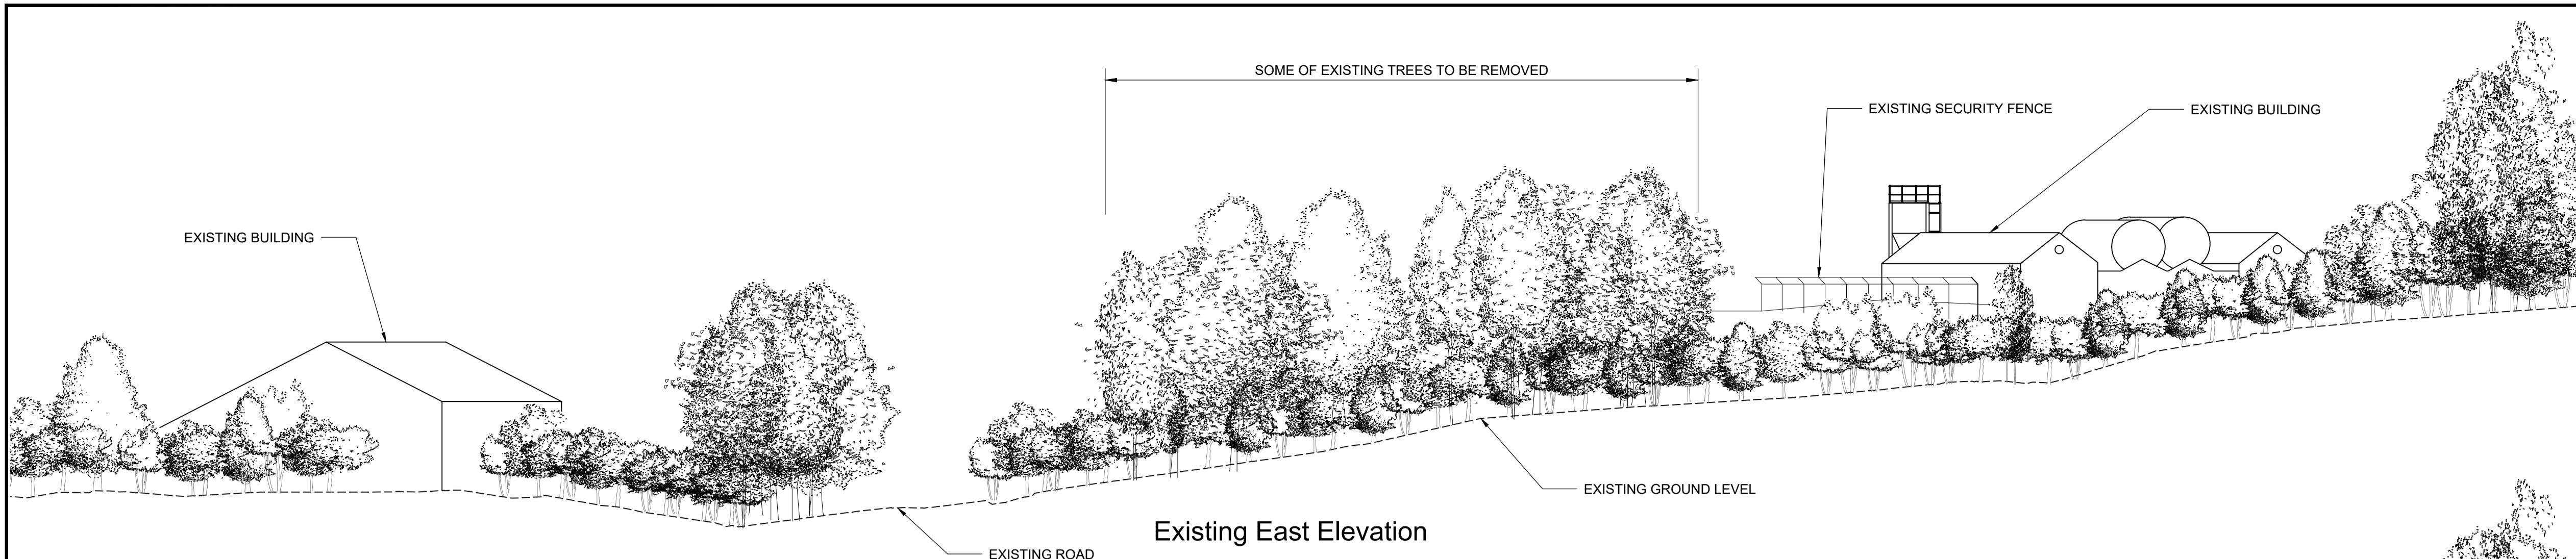 SOME OF EXISTING TREES TO BE REMOVED
EXISTING SECURITY FENCE
EXISTING BUILDING
EXISTING BUILDING
EXISTING GROUND LEVEL
Existing East Elevation
EXISTING ROAD